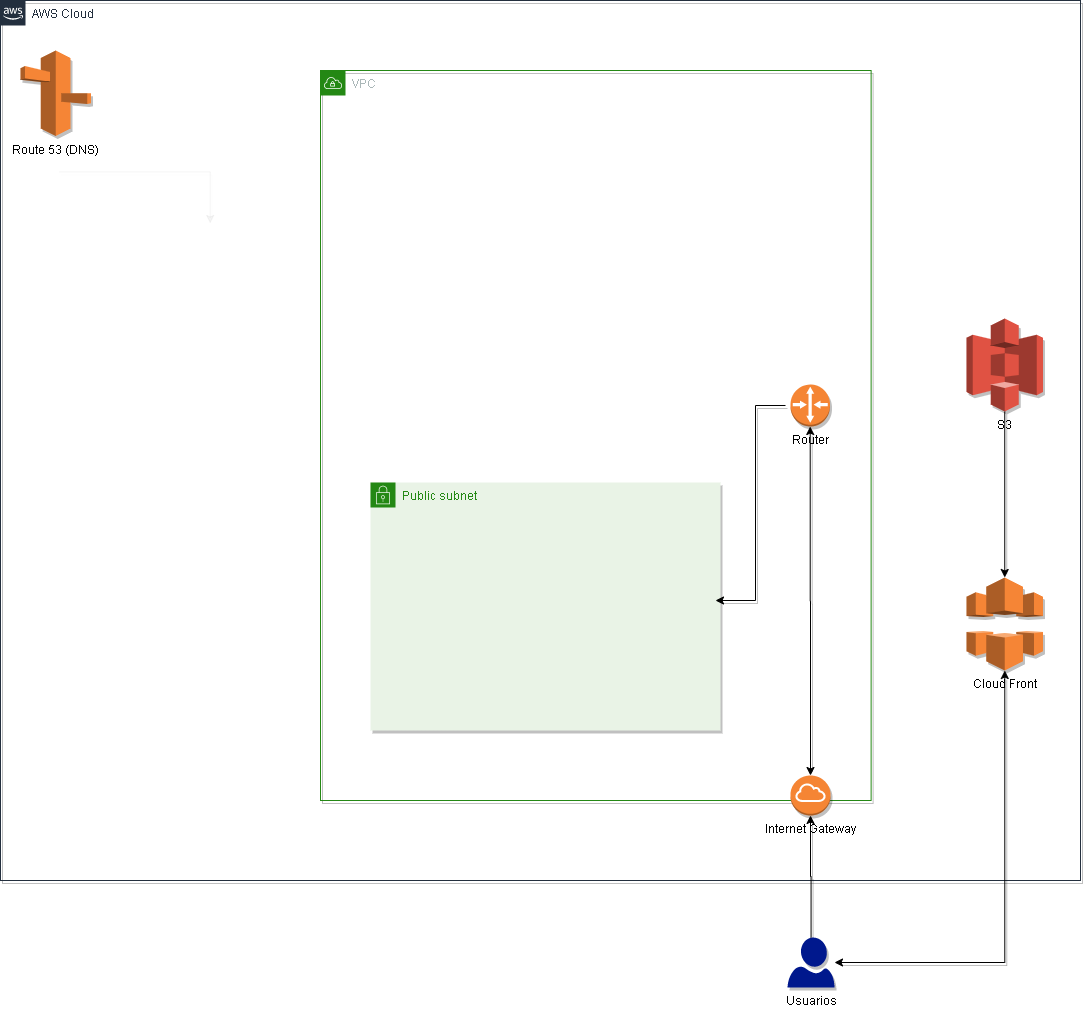 aws
AWS Cloud
Route 53 (DNS)
VPC
S3
Router
Public subnet
Cloud Front
Internet Gateway
Usuarios